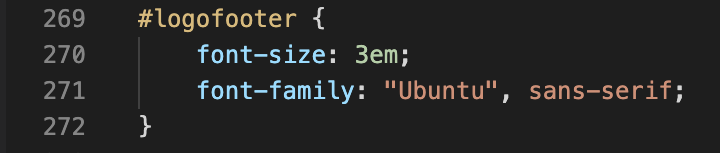 269 #logofooter {
270 font-size: 3em;
271 font-family: "Ubuntu", sans-serif;
272 }